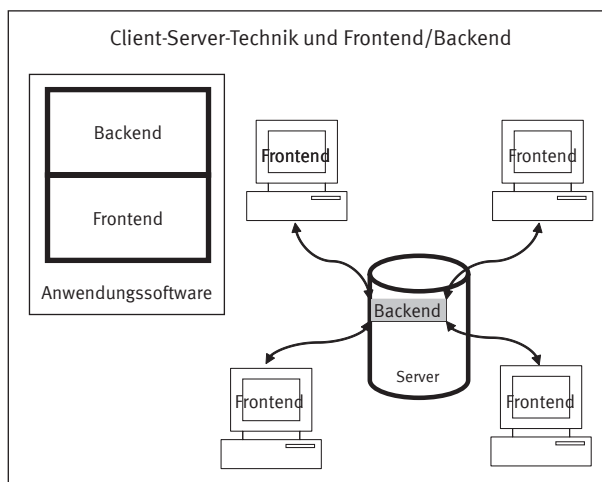 Client-Server-Technik und Frontend/Backend
Backend
Frontend
Anwendungssoftware
Frontend
Frontend
Backend
Server
Frontend
Frontend